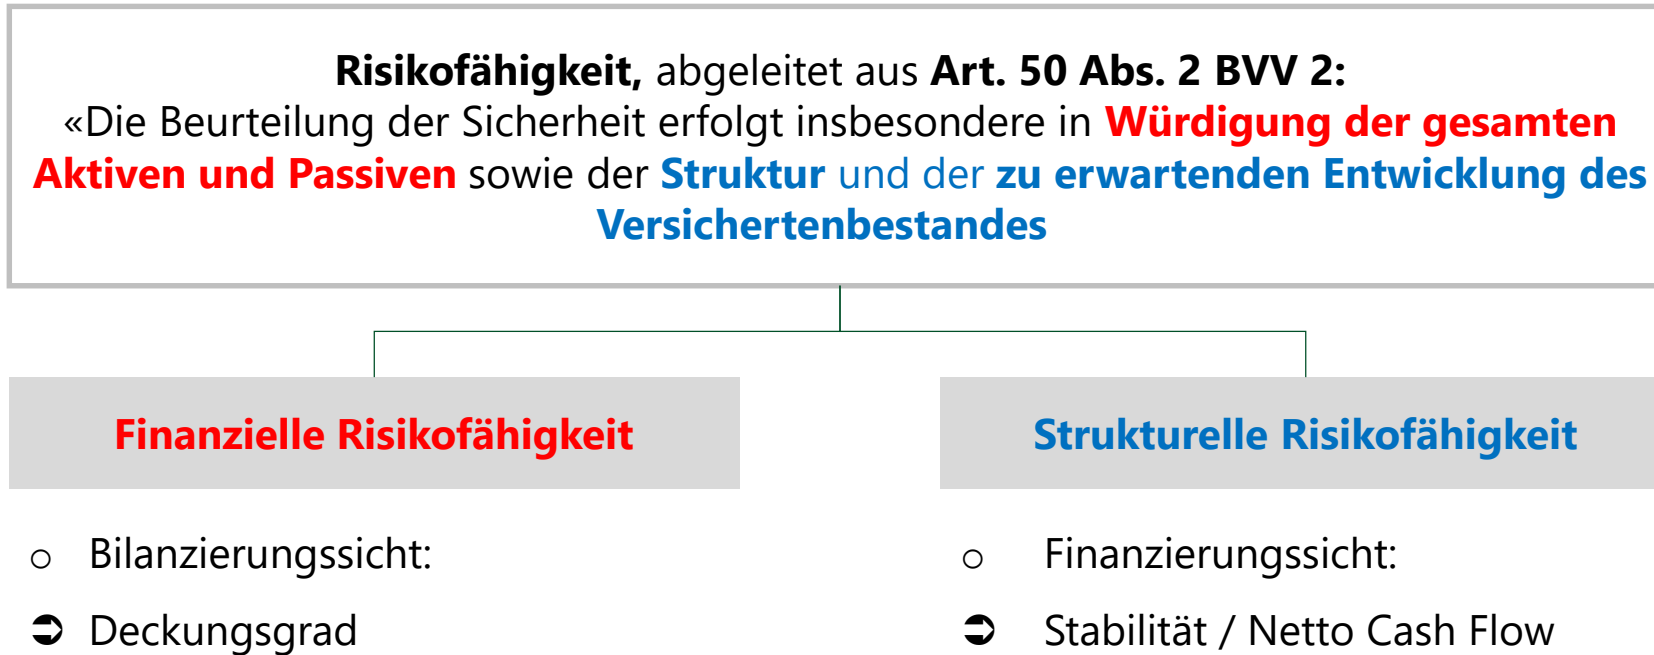 Risikofähigkeit, abgeleitet aus Art. 50 Abs. 2 BVV 2:
«Die Beurteilung der Sicherheit erfolgt insbesondere in Würdigung der gesamten
Aktiven und Passiven sowie der Struktur und der zu erwartenden Entwicklung des
Versichertenbestandes
Finanzielle Risikofähigkeit
Strukturelle Risikofähigkeit
o Bilanzierungssicht:
➲ Deckungsgrad
o Finanzierungssicht:
➲ Stabilität / Netto Cash Flow